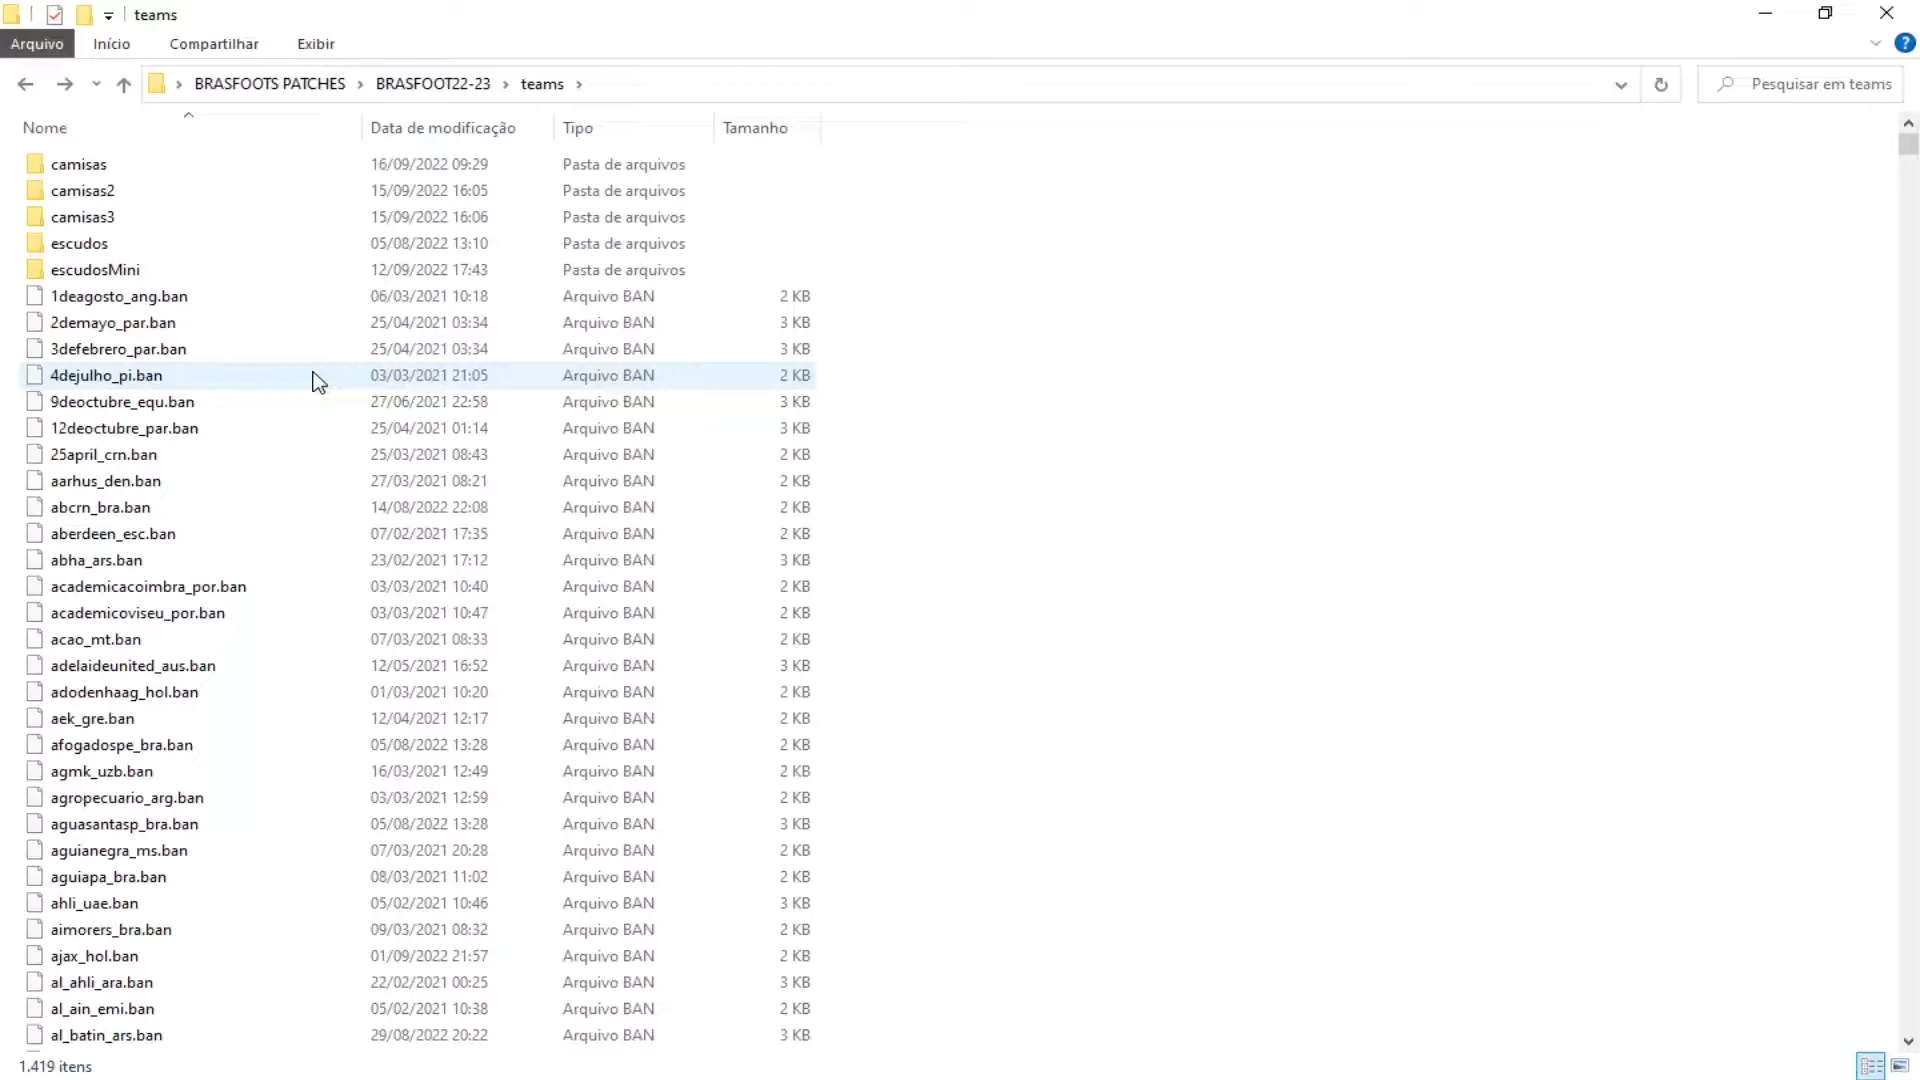 teams
Arquivo Início Compartilhar Exibir
BRASFOOTS PATCHES BRASFOOT22-23 teams Pesquisar em teams
Nome Data de modificação Tipo Tamanho
camisas 16/09/2022 09:29 Pasta de arquivos
camisas2 15/09/2022 16:05 Pasta de arquivos
camisas3 15/09/2022 16:06 Pasta de arquivos
escudos 05/08/2022 13:10 Pasta de arquivos
escudosMini 12/09/2022 17:43 Pasta de arquivos
1deagosto_ang.ban 06/03/2021 10:18 Arquivo BAN 2 KB
2demayo_par.ban 25/04/2021 03:34 Arquivo BAN 3 KB
3defebrero_par.ban 25/04/2021 03:34 Arquivo BAN 3 KB
4dejulho_pi.ban 03/03/2021 21:05 Arquivo BAN 2 KB
9deoctubre_equ.ban 27/06/2021 22:58 Arquivo BAN 3 KB
12deoctubre_par.ban 25/04/2021 01:14 Arquivo BAN 3 KB
25april_crn.ban 25/03/2021 08:43 Arquivo BAN 2 KB
aarhus_den.ban 27/03/2021 08:21 Arquivo BAN 2 KB
abcrn_bra.ban 14/08/2022 22:08 Arquivo BAN 2 KB
aberdeen_esc.ban 07/02/2021 17:35 Arquivo BAN 2 KB
abha_ars.ban 23/02/2021 17:12 Arquivo BAN 3 KB
academicacoimbra_por.ban 03/03/2021 10:40 Arquivo BAN 2 KB
academicoviseu_por.ban 03/03/2021 10:47 Arquivo BAN 2 KB
acao_mt.ban 07/03/2021 08:33 Arquivo BAN 2 KB
adelaideunited_aus.ban 12/05/2021 16:52 Arquivo BAN 3 KB
adodenhaag_hol.ban 01/03/2021 10:20 Arquivo BAN 2 KB
aek_gre.ban 12/04/2021 12:17 Arquivo BAN 2 KB
afogadospe_bra.ban 05/08/2022 13:28 Arquivo BAN 2 KB
agmk_uzb.ban 16/03/2021 12:49 Arquivo BAN 2 KB
agropecuario_arg.ban 03/03/2021 12:59 Arquivo BAN 2 KB
aguasantasp_bra.ban 05/08/2022 13:28 Arquivo BAN 3 KB
aguianegra_ms.ban 07/03/2021 20:28 Arquivo BAN 2 KB
aguiapa_bra.ban 08/03/2021 11:02 Arquivo BAN 2 KB
ahli_uae.ban 05/02/2021 10:46 Arquivo BAN 3 KB
aimorers_bra.ban 09/03/2021 08:32 Arquivo BAN 2 KB
ajax_hol.ban 01/09/2022 21:57 Arquivo BAN 2 KB
al_ahli_ara.ban 22/02/2021 00:25 Arquivo BAN 3 KB
al_ain_emi.ban 05/02/2021 10:38 Arquivo BAN 2 KB
al_batin_ars.ban 29/08/2022 20:22 Arquivo BAN 3 KB
1.419 itens